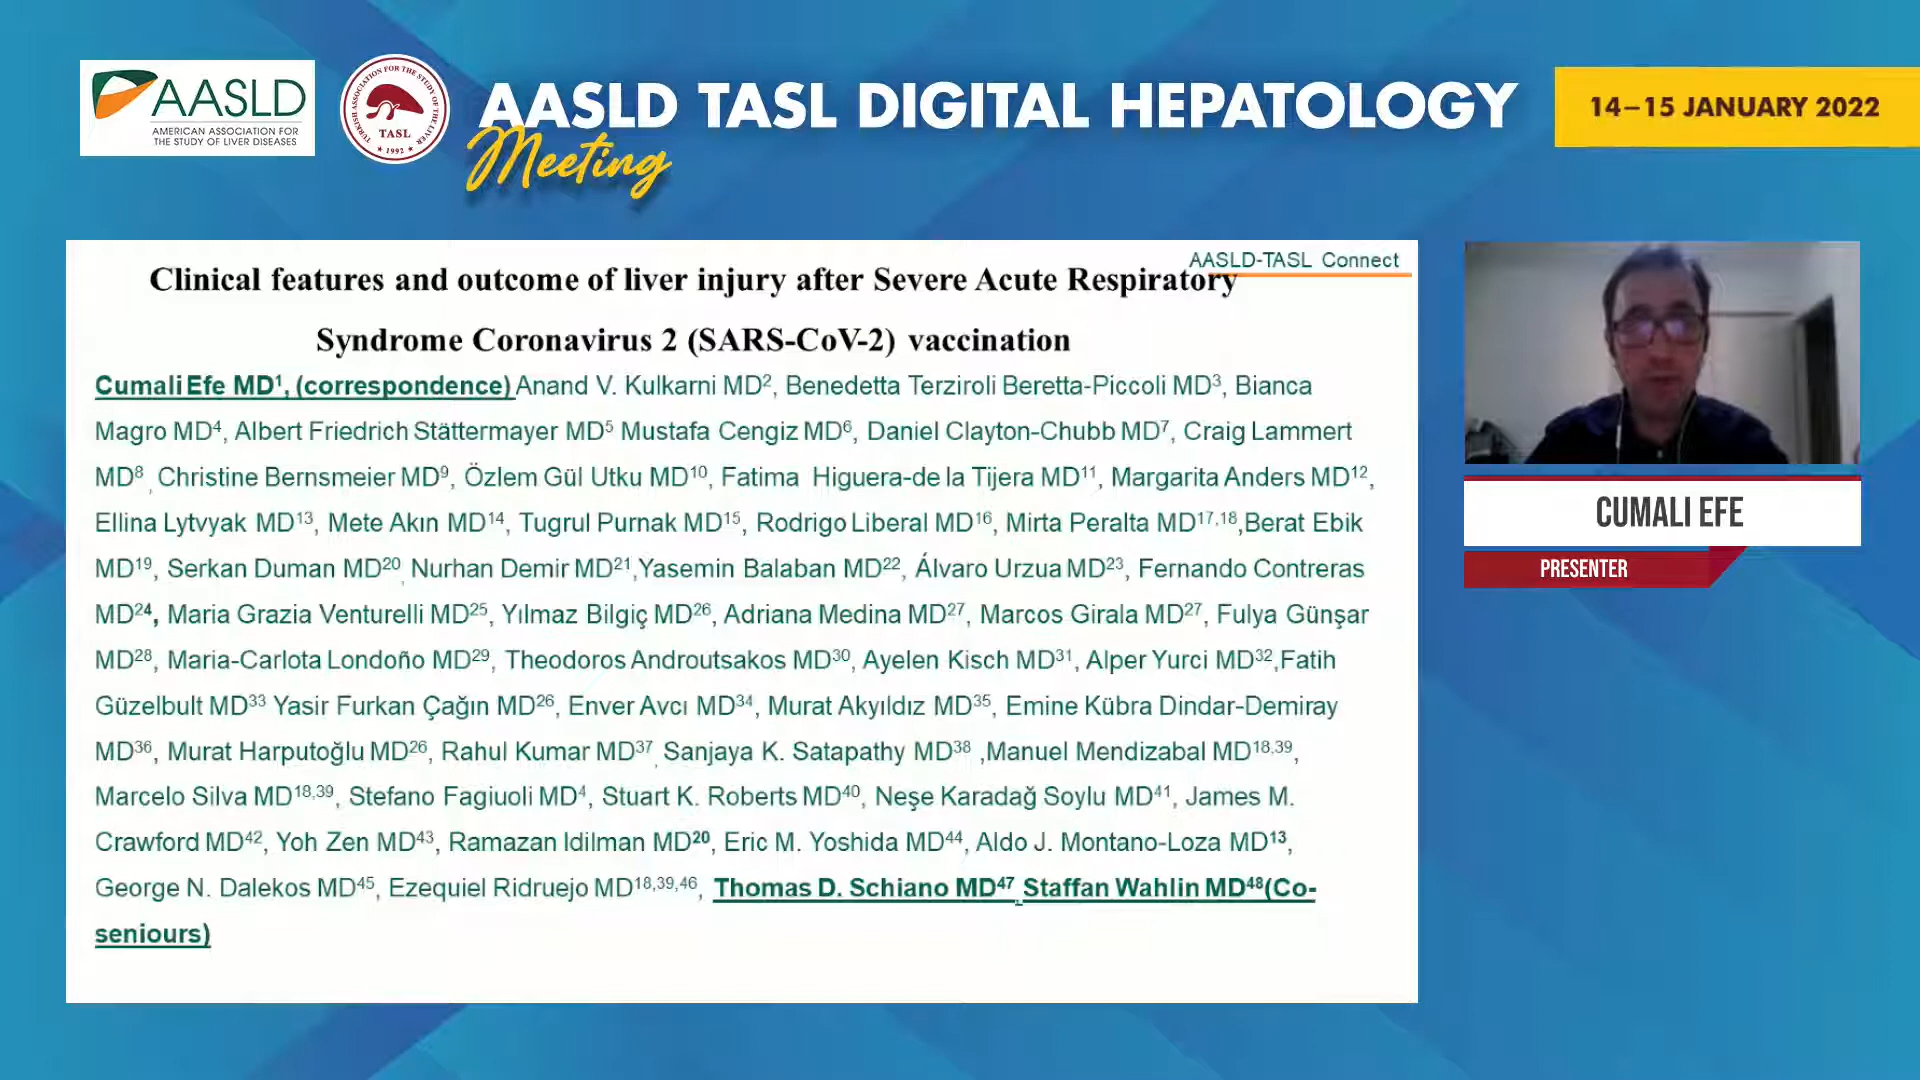 AASLD
AMERICAN ASSOCIATION FOR
THE STUDY OF LIVER DISEASES
TURKISH ASSOCIATION FOR THE STUDY OF THE LIVER
TASL
1992
AASLD TASL DIGITAL HEPATOLOGY
Meeting
14–15 JANUARY 2022
AASLD-TASL Connect
Clinical features and outcome of liver injury after Severe Acute Respiratory
Syndrome Coronavirus 2 (SARS-CoV-2) vaccination
Cumali Efe MD1, (correspondence) Anand V. Kulkarni MD2, Benedetta Terziroli Beretta-Piccoli MD3, Bianca
Magro MD4, Albert Friedrich Stättermayer MD5 Mustafa Cengiz MD6, Daniel Clayton-Chubb MD7, Craig Lammert
MD8 , Christine Bernsmeier MD9, Özlem Gül Utku MD10, Fatima Higuera-de la Tijera MD11, Margarita Anders MD12,
Ellina Lytvyak MD13, Mete Akın MD14, Tugrul Purnak MD15, Rodrigo Liberal MD16, Mirta Peralta MD17,18,Berat Ebik
MD19, Serkan Duman MD20, Nurhan Demir MD21,Yasemin Balaban MD22, Álvaro Urzua MD23, Fernando Contreras
MD24, Maria Grazia Venturelli MD25, Yılmaz Bilgiç MD26, Adriana Medina MD27, Marcos Girala MD27, Fulya Günşar
MD28, Maria-Carlota Londoño MD29, Theodoros Androutsakos MD30, Ayelen Kisch MD31, Alper Yurci MD32,Fatih
Güzelbult MD33 Yasir Furkan Çağın MD26, Enver Avcı MD34, Murat Akyıldız MD35, Emine Kübra Dindar-Demiray
MD36, Murat Harputoğlu MD26, Rahul Kumar MD37, Sanjaya K. Satapathy MD38 ,Manuel Mendizabal MD18,39,
Marcelo Silva MD18,39, Stefano Fagiuoli MD4, Stuart K. Roberts MD40, Neşe Karadağ Soylu MD41, James M.
Crawford MD42, Yoh Zen MD43, Ramazan Idilman MD20, Eric M. Yoshida MD44, Aldo J. Montano-Loza MD13,
George N. Dalekos MD45, Ezequiel Ridruejo MD18,39,46, Thomas D. Schiano MD47, Staffan Wahlin MD48(Co-
seniours)
CUMALI EFE
PRESENTER